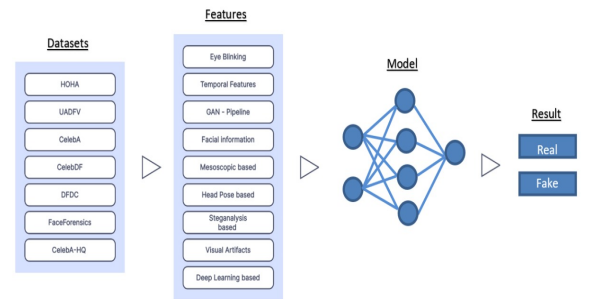 Datasets
HOHA
UADFV
CelebA
CelebDF
DFDC
FaceForensics
CelebA-HQ
Features
Eye Blinking
Temporal Features
GAN - Pipeline
Facial information
Mesoscopic based
Head Pose based
Steganalysis
based
Visual Artifacts
Deep Learning based
Model
Result
Real
Fake